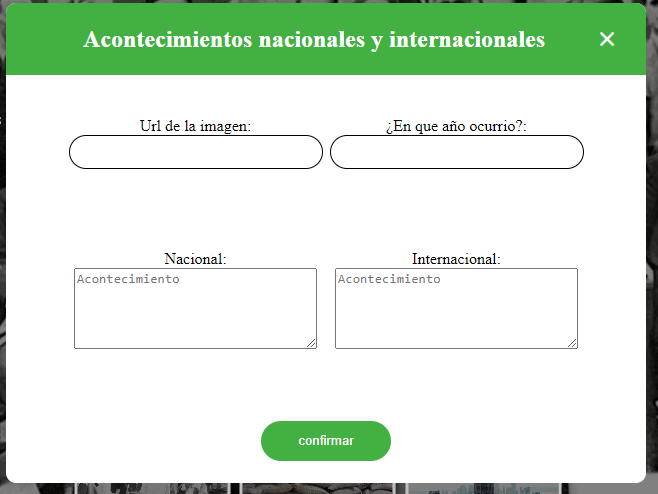 Acontecimientos nacionales y internacionales ×
Url de la imagen: ¿En que año ocurrio?:
Nacional: Internacional:
Acontecimiento Acontecimiento
confirmar